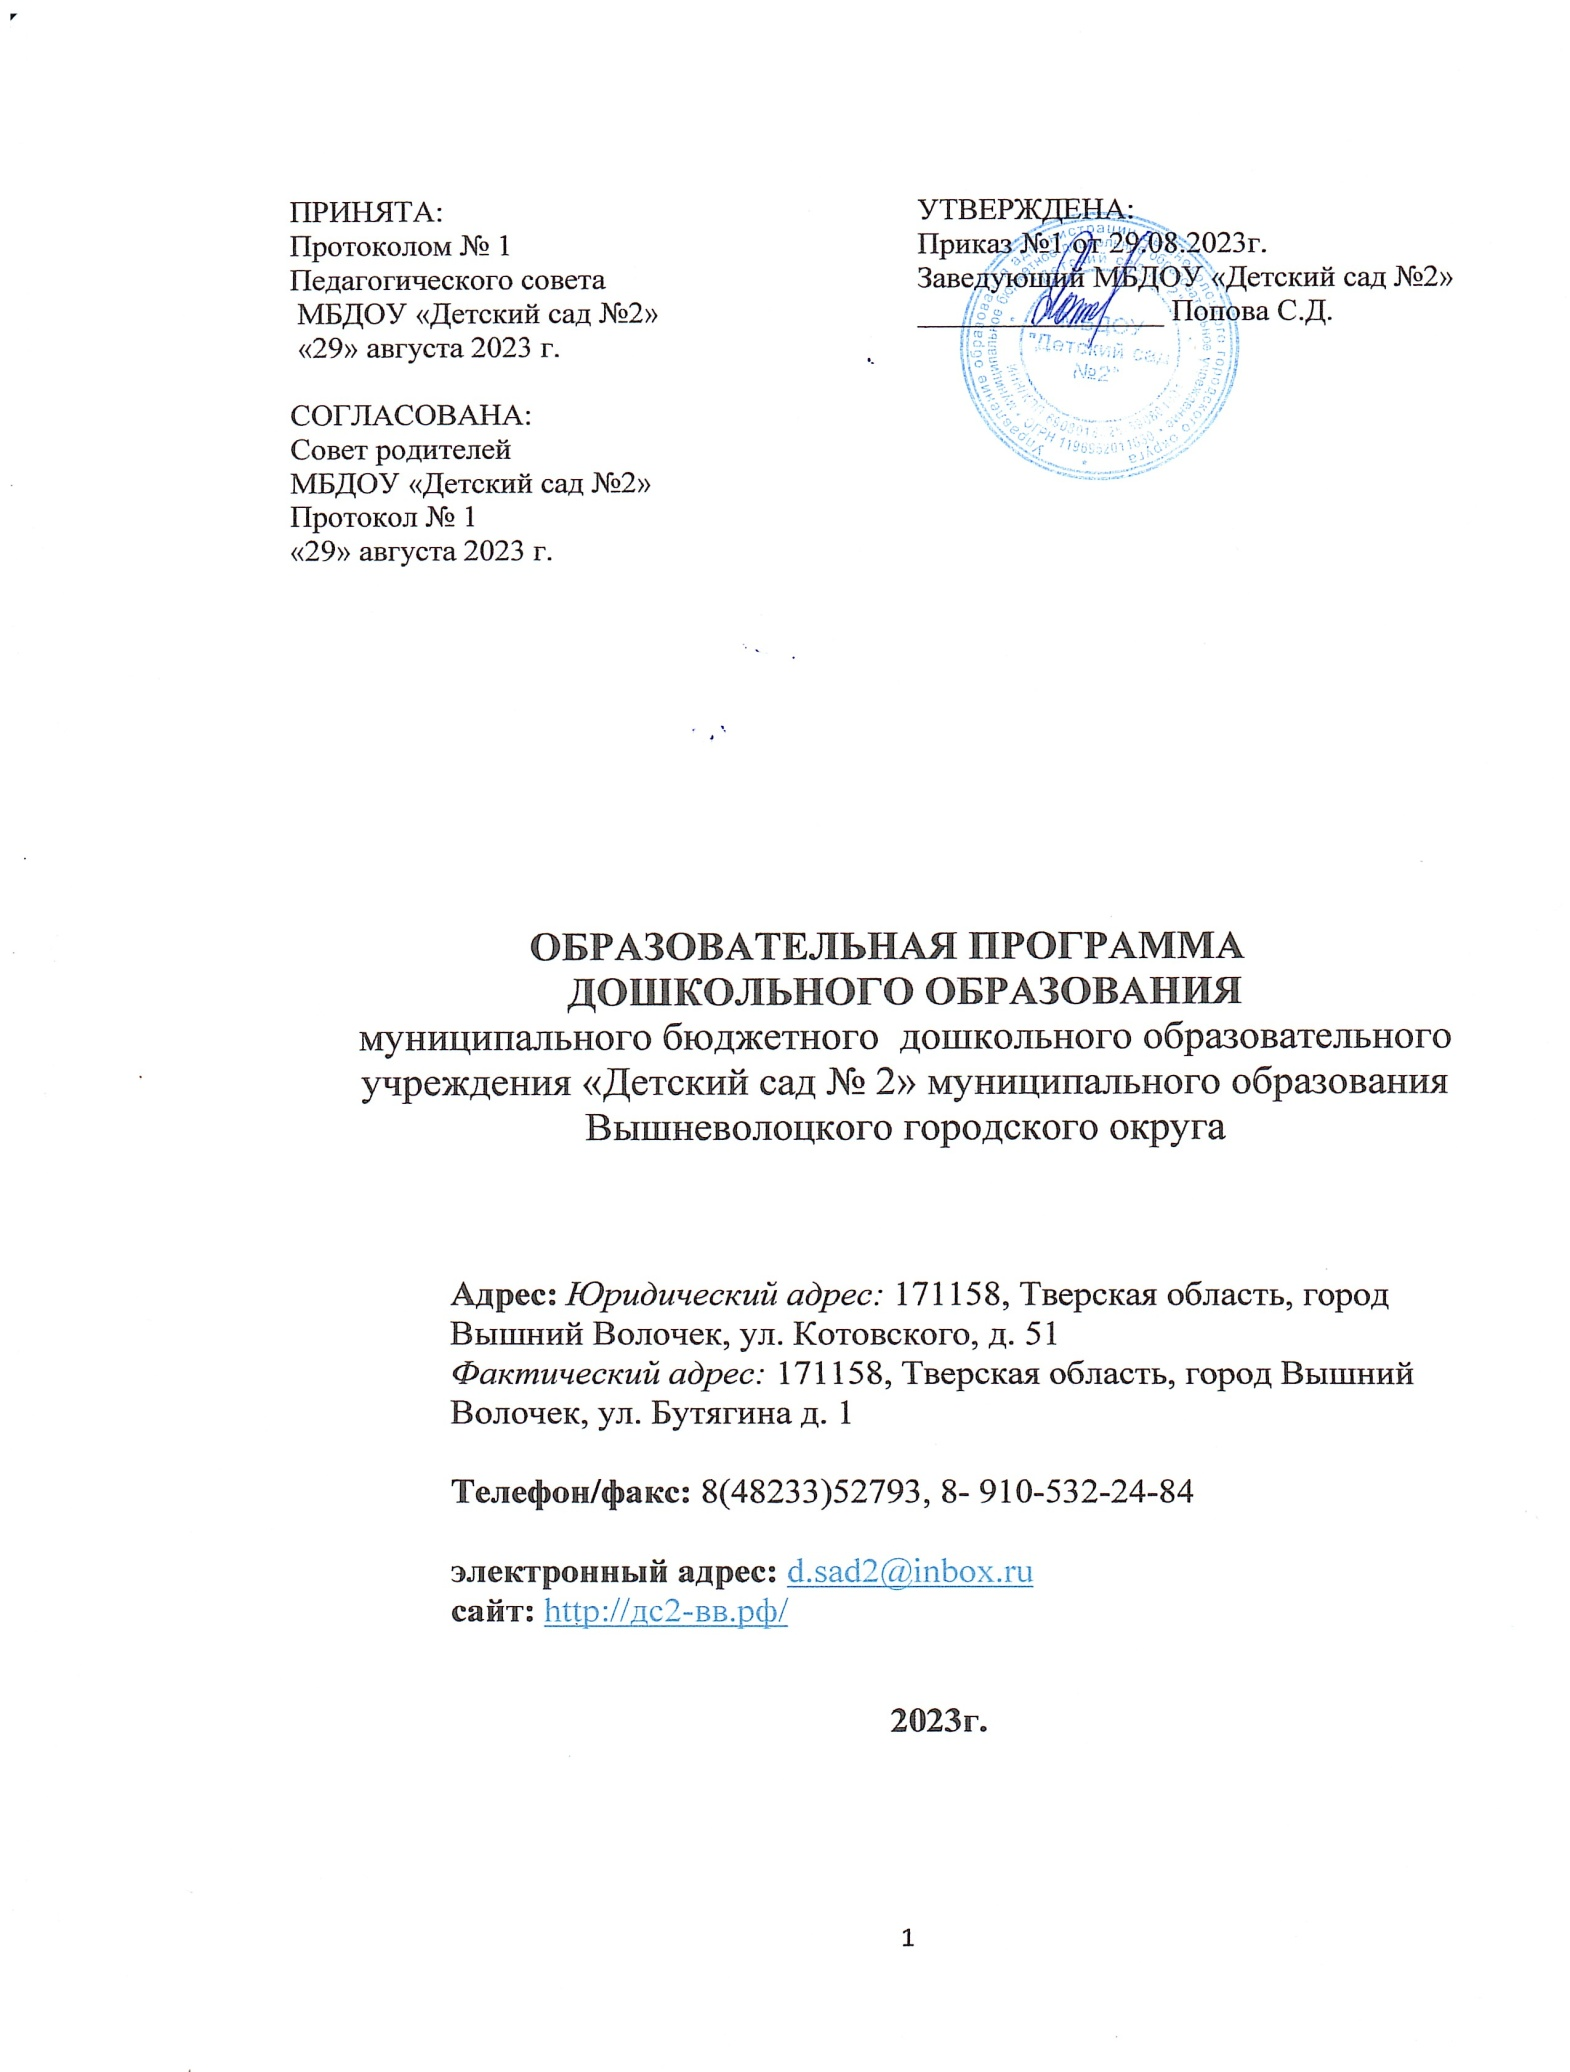 ПРИНЯТА:
Протоколом № 1
Педагогического совета
МБДОУ «Детский сад №2»
«29» августа 2023 г.
СОГЛАСОВАНА:
Совет родителей
МБДОУ «Детский сад №2»
Протокол № 1
«29» августа 2023 г.
УТВЕРЖДЕНА:
Приказ №1 от 29.08.2023г.
Заведующий МБДОУ «Детский сад №2»
_________________ Попова С.Д.
МБДОУ
"Детский сад
№2"
ОБРАЗОВАТЕЛЬНАЯ ПРОГРАММА
ДОШКОЛЬНОГО ОБРАЗОВАНИЯ
муниципального бюджетного дошкольного образовательного
учреждения «Детский сад № 2» муниципального образования
Вышневолоцкого городского округа
Адрес: Юридический адрес: 171158, Тверская область, город
Вышний Волочек, ул. Котовского, д. 51
Фактический адрес: 171158, Тверская область, город Вышний
Волочек, ул. Бутягина д. 1
Телефон/факс: 8(48233)52793, 8- 910-532-24-84
электронный адрес: d.sad2@inbox.ru
сайт: http://дс2-вв.рф/
2023г.
1